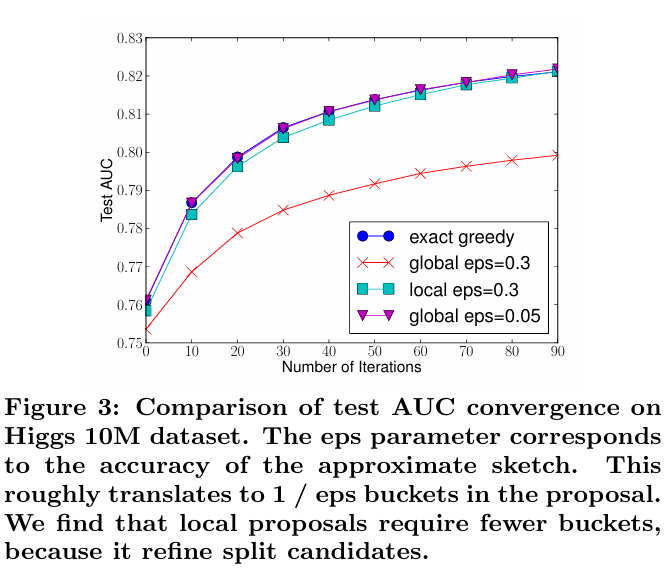 0.83
0.82
0.81
0.80
0.79
0.78
0.77
0.76
0.75
Test AUC
exact greedy
global eps=0.3
local eps=0.3
global eps=0.05
0 10 20 30 40 50 60 70 80 90
Number of Iterations
Figure 3: Comparison of test AUC convergence on
Higgs 10M dataset. The eps parameter corresponds
to the accuracy of the approximate sketch. This
roughly translates to 1 / eps buckets in the proposal.
We find that local proposals require fewer buckets,
because it refine split candidates.